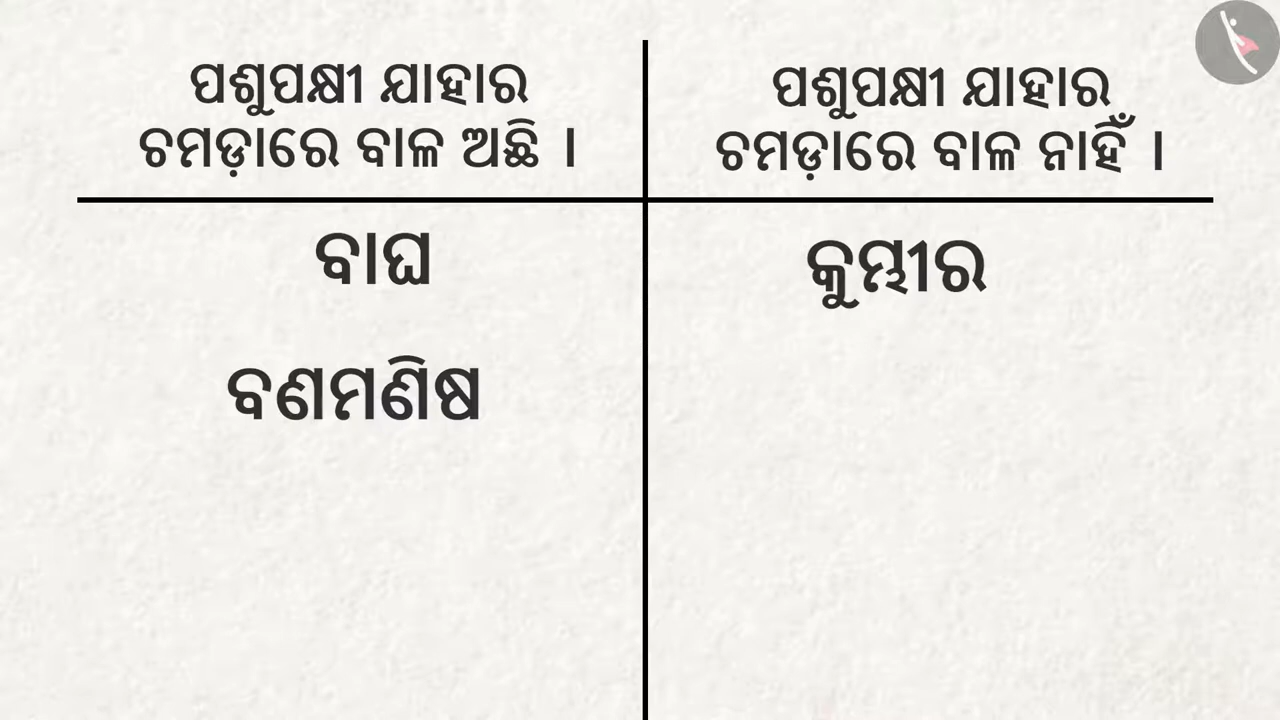 ପଶୁପକ୍ଷୀ ଯାହାର
ଚମଡ଼ାରେ ବାଳ ଅଛି ।
ପଶୁପକ୍ଷୀ ଯାହାର
ଚମଡ଼ାରେ ବାଳ ନାହିଁ ।
ବାଘ
କୁମ୍ଭୀର
ବଣମଣିଷ